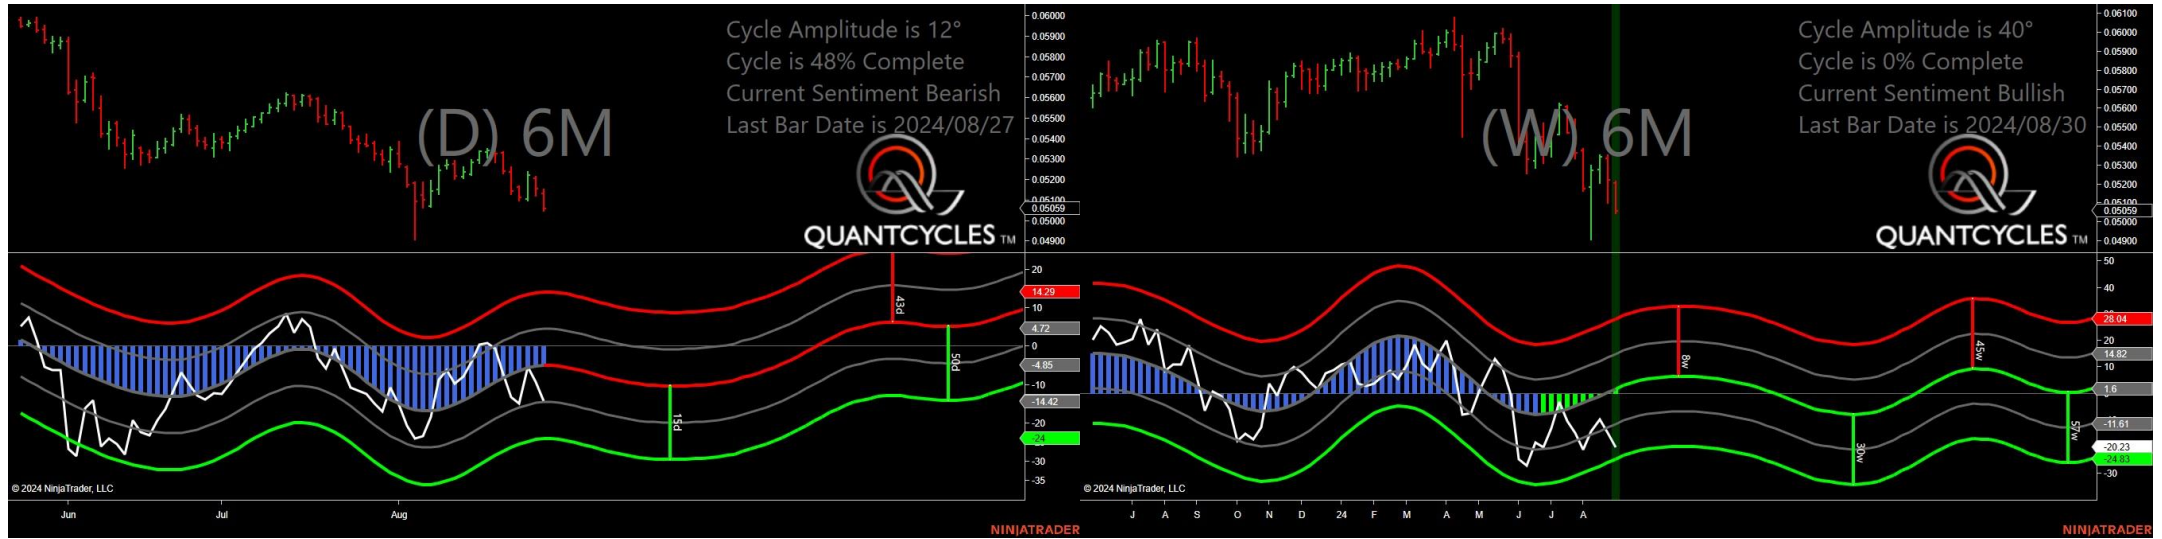 Cycle Amplitude is 12°
Cycle is 48% Complete
Current Sentiment Bearish
Last Bar Date is 2024/08/27
(D) 6M
QUANTCYCLES TM
0.06000
0.05900
0.05800
0.05700
0.05600
0.05500
0.05400
0.05300
0.05200
0.05100
0.05059
0.05000
0.04900
20
14.29
10
4.72
0
-4.85
-10
-14.42
-20
-24
-30
-35
43d
50d
15d
© 2024 NinjaTrader, LLC
Jun Jul Aug
NINJATRADER
Cycle Amplitude is 40°
Cycle is 0% Complete
Current Sentiment Bullish
Last Bar Date is 2024/08/30
(W) 6M
QUANTCYCLES TM
0.06100
0.06000
0.05900
0.05800
0.05700
0.05600
0.05500
0.05400
0.05300
0.05200
0.05100
0.05059
0.05000
0.04900
50
40
28.04
20
14.82
10
1.6
-11.61
-20.23
-24.83
-30
8w
45w
30w
57w
© 2024 NinjaTrader, LLC
J A S O N D 24 F M A M J J A
NINJATRADER